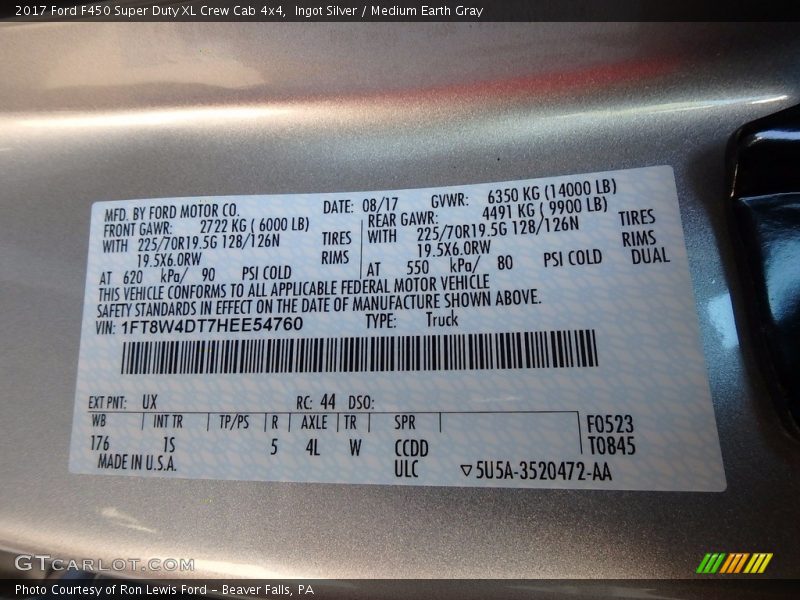 2017 Ford F450 Super Duty XL Crew Cab 4x4, Ingot Silver / Medium Earth Gray
MFD. BY FORD MOTOR CO. DATE: 08/17 GVWR: 6350 KG (14000 LB)
FRONT GAWR: 2722 KG ( 6000 LB) REAR GAWR: 4491 KG ( 9900 LB)
WITH 225/70R19.5G 128/126N TIRES WITH 225/70R19.5G 128/126N TIRES
19.5X6.0RW RIMS 19.5X6.0RW RIMS
AT 620 kPa/ 90 PSI COLD AT 550 kPa/ 80 PSI COLD DUAL
THIS VEHICLE CONFORMS TO ALL APPLICABLE FEDERAL MOTOR VEHICLE
SAFETY STANDARDS IN EFFECT ON THE DATE OF MANUFACTURE SHOWN ABOVE.
VIN: 1FT8W4DT7HEE54760 TYPE: Truck
EXT PNT: UX RC: 44 DSO:
WB INT TR TP/PS R AXLE TR SPR F0523
176 1S 5 4L W CCDD T0845
MADE IN U.S.A. ULC ▽5U5A-3520472-AA
GTCarLot.com
Photo Courtesy of Ron Lewis Ford - Beaver Falls, PA